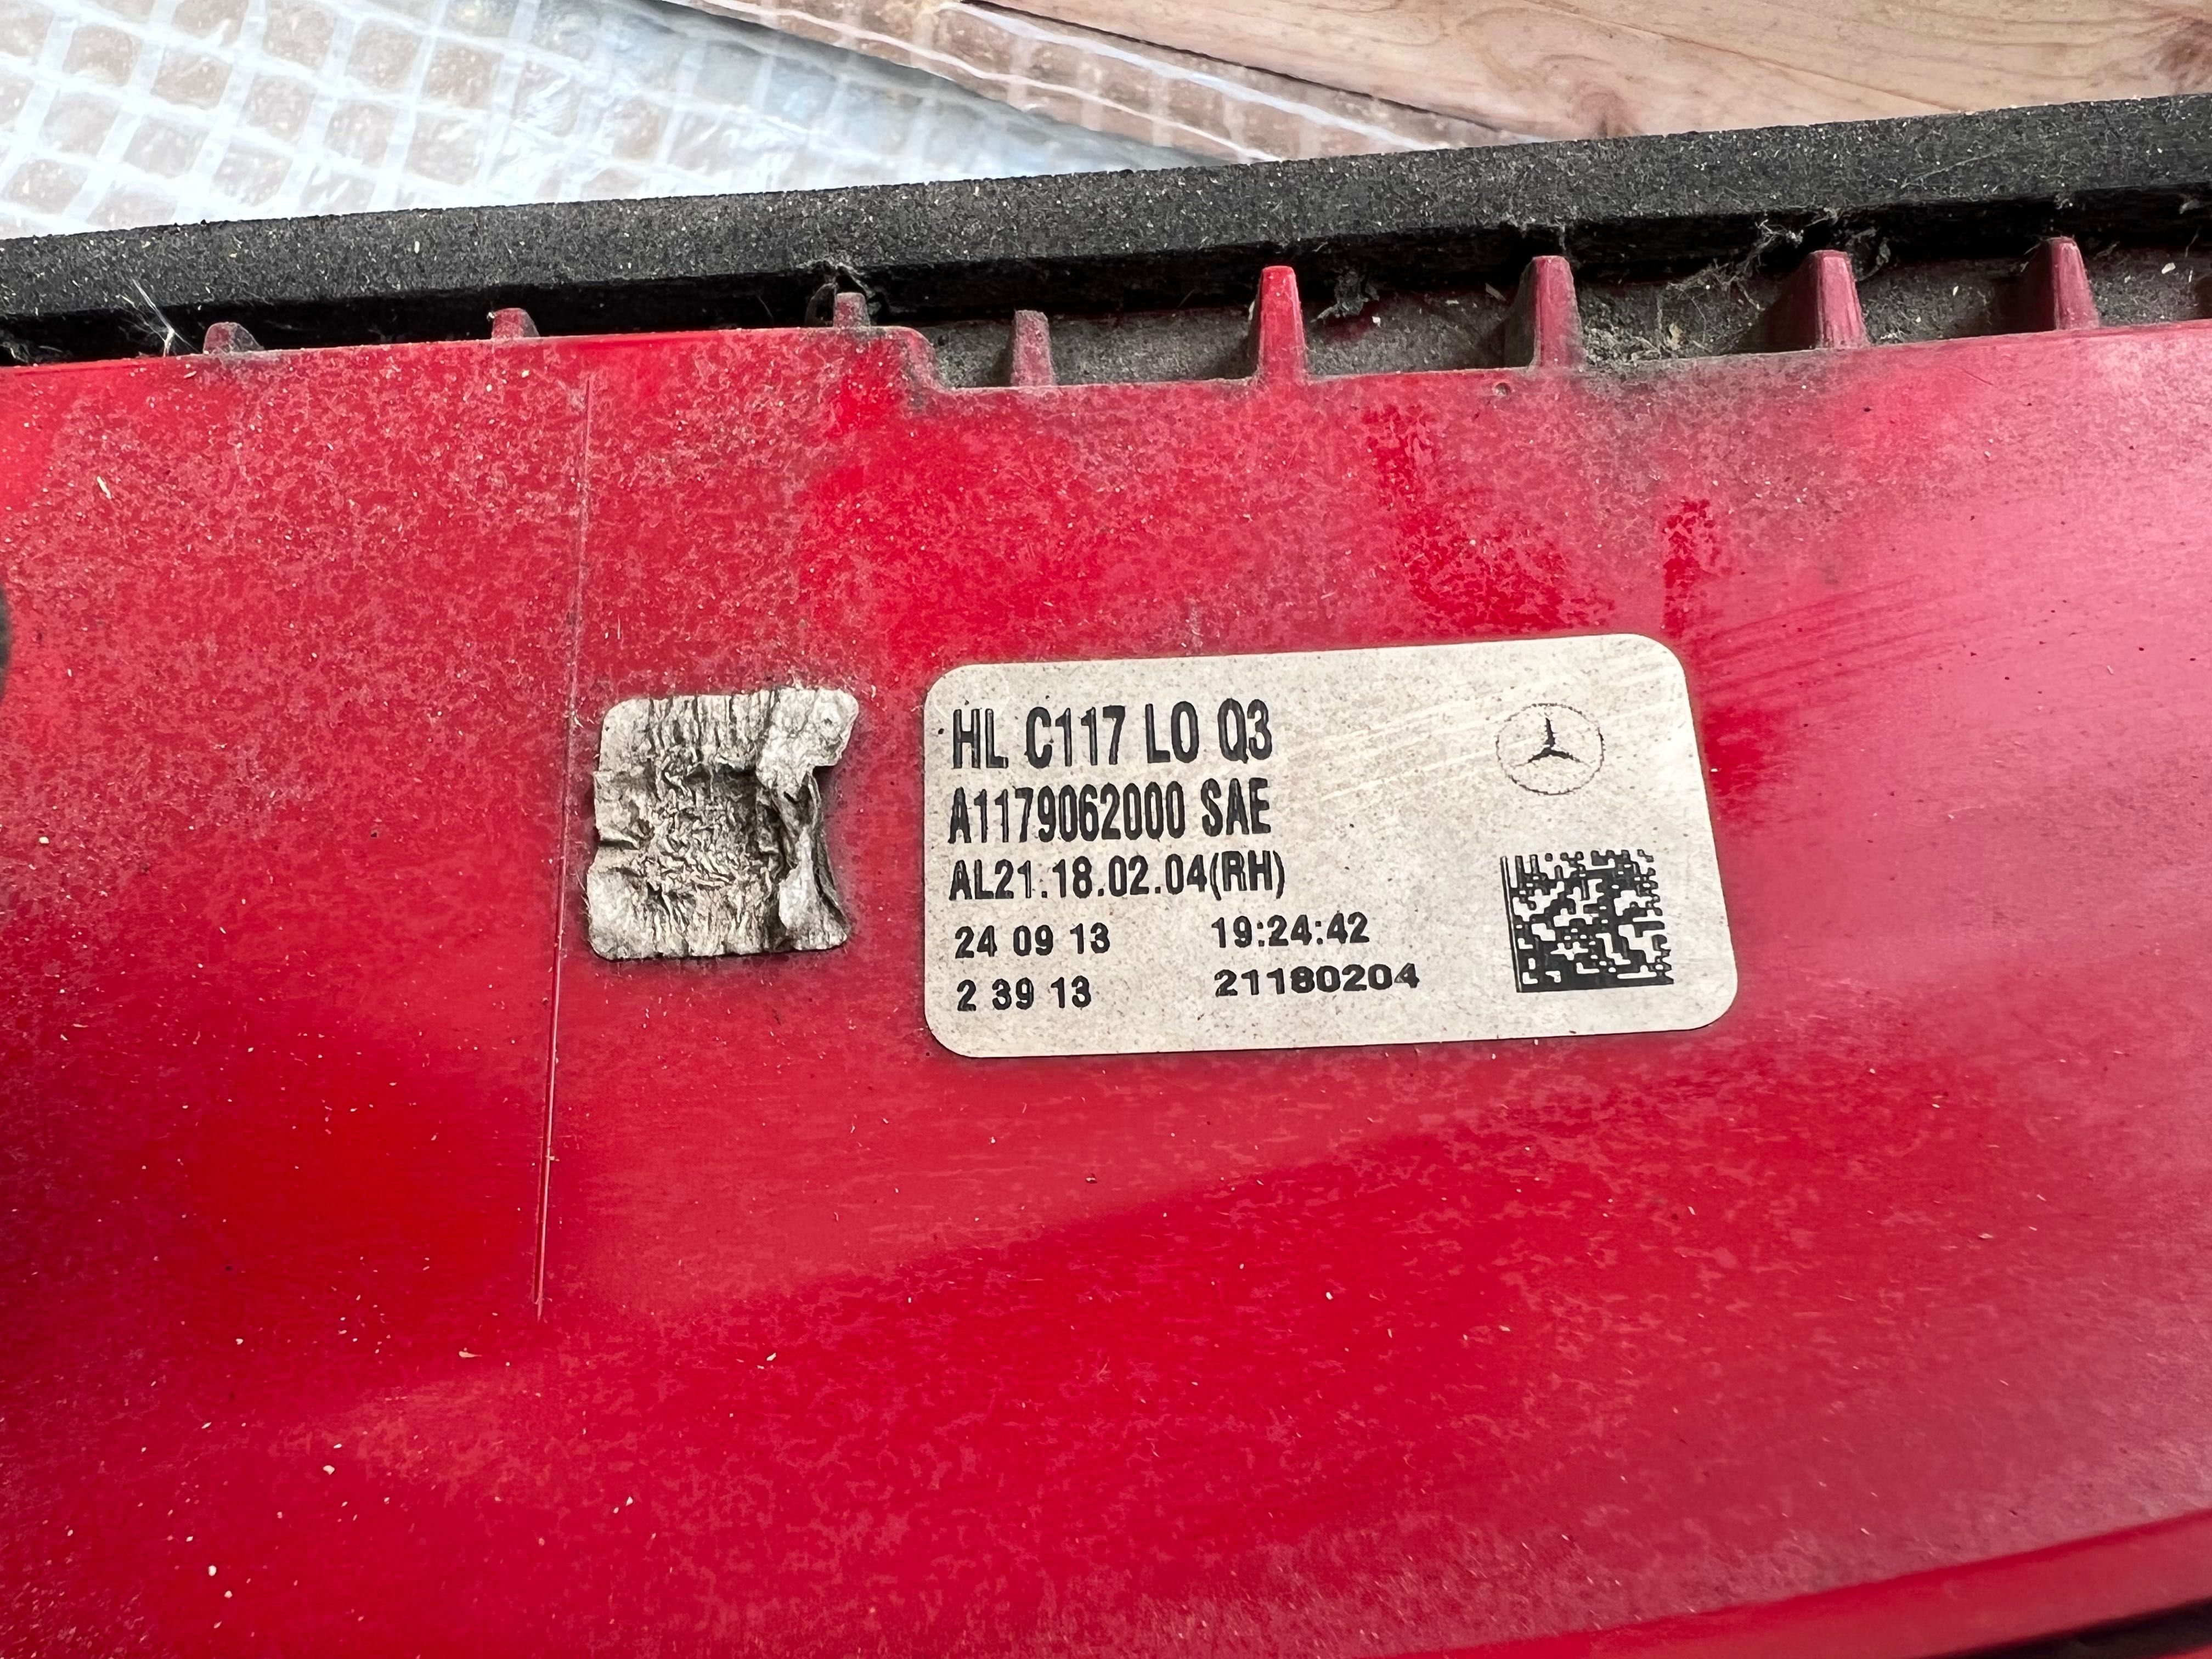 HL C117 LO Q3
A1179062000 SAE
AL21.18.02.04(RH)
24 09 13 19:24:42
2 39 13 21180204